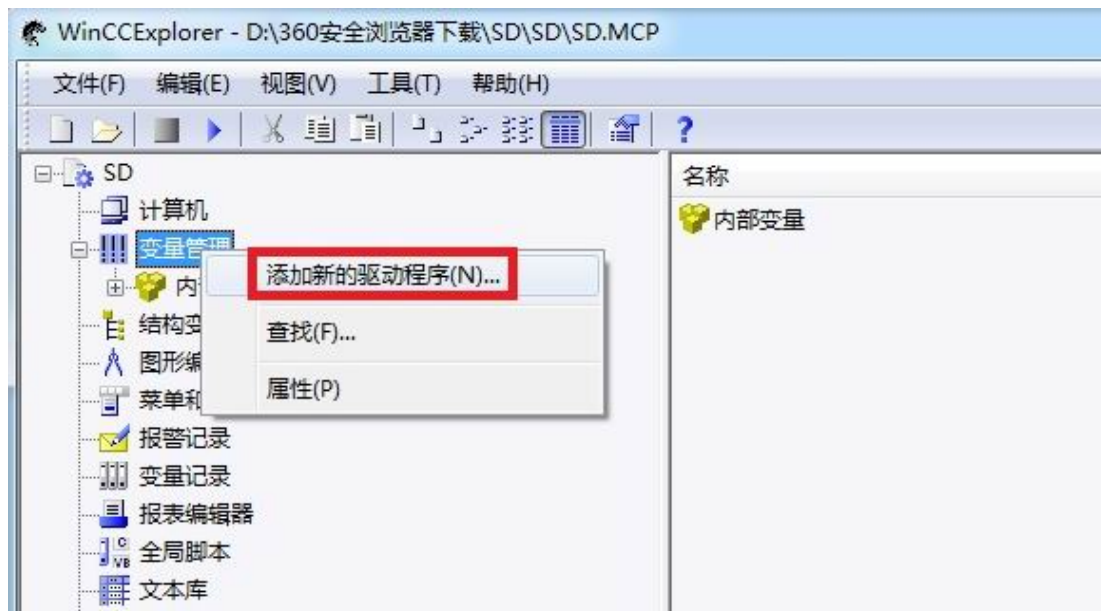 WinCCExplorer - D:\360安全浏览器下载\SD\SD\SD.MCP
文件(F) 编辑(E) 视图(V) 工具(T) 帮助(H)
SD
名称
计算机
内部变量
变量管理
添加新的驱动程序(N)...
内
结构变
查找(F)...
图形编
菜单和
属性(P)
报警记录
变量记录
报表编辑器
全局脚本
文本库